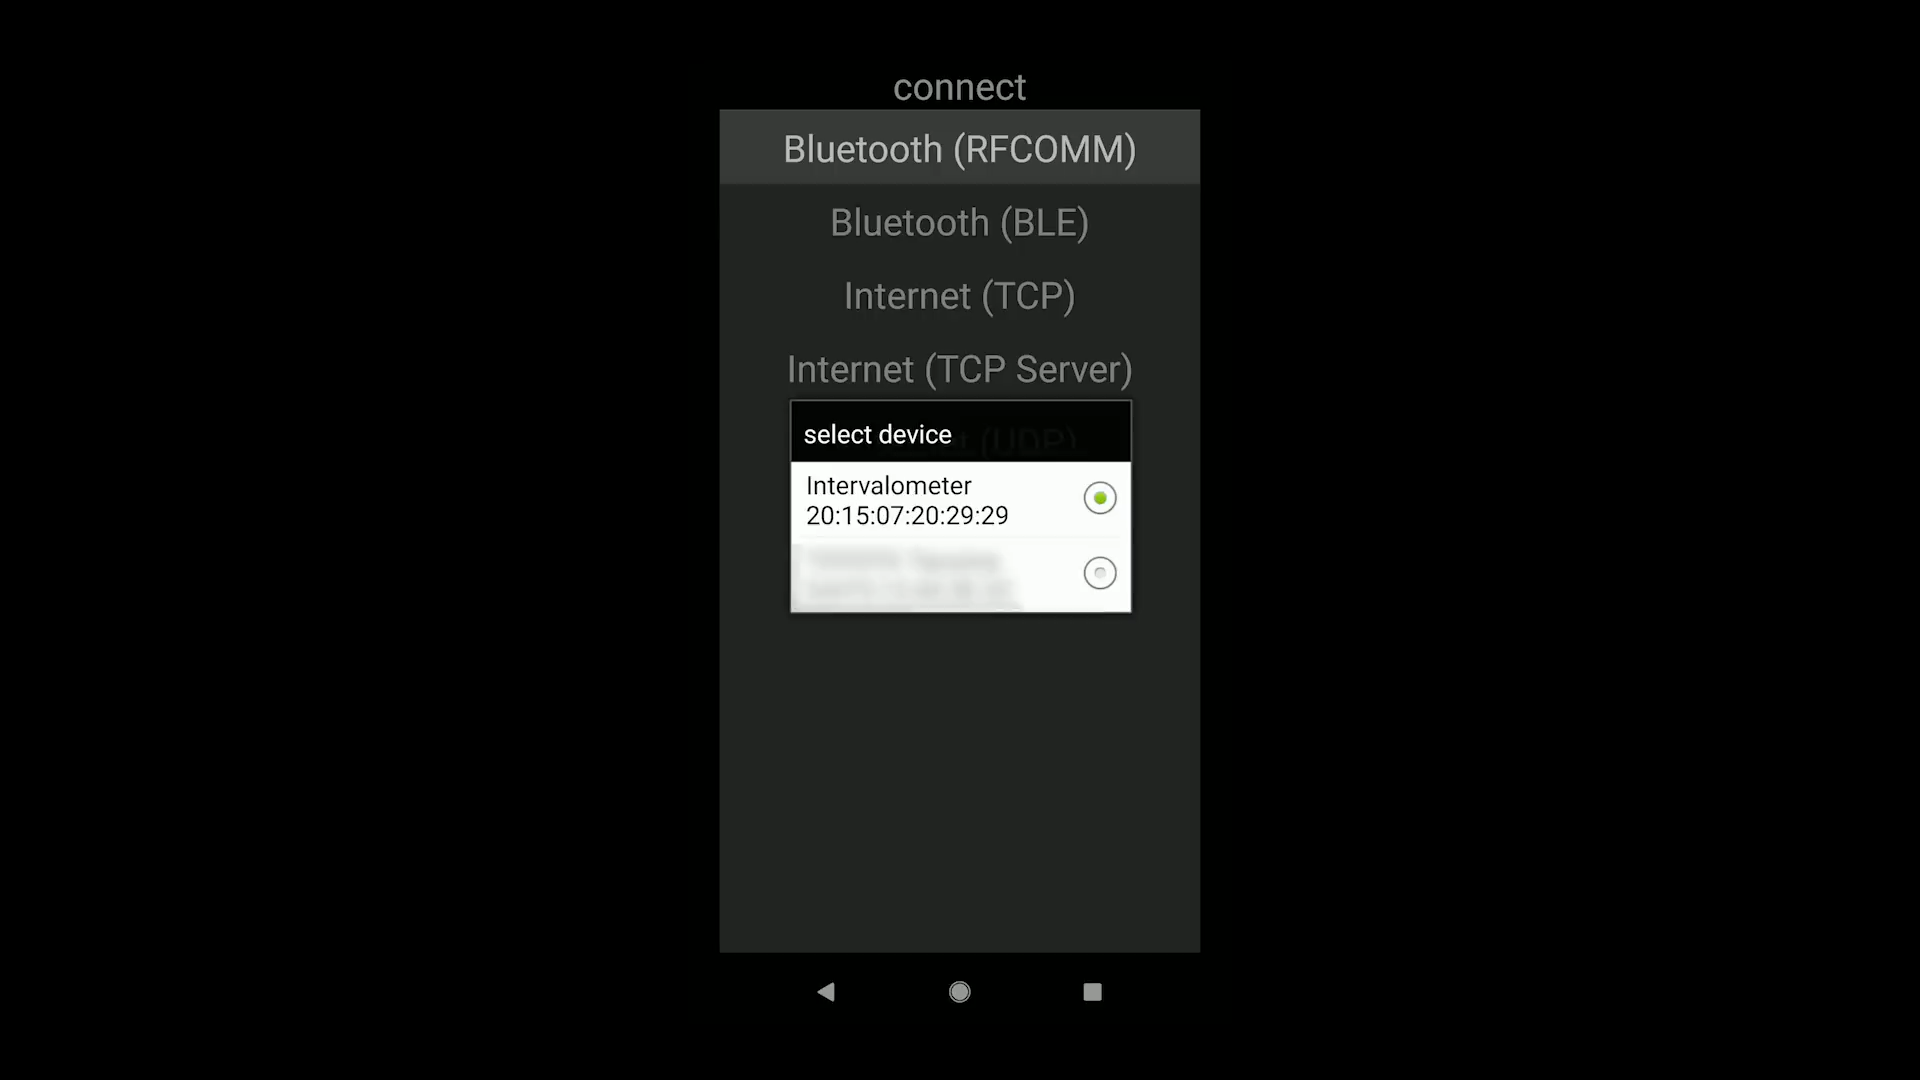 connect
Bluetooth (RFCOMM)
Bluetooth (BLE)
Internet (TCP)
Internet (TCP Server)
(UDP)
select device
Intervalometer
20:15:07:20:29:29